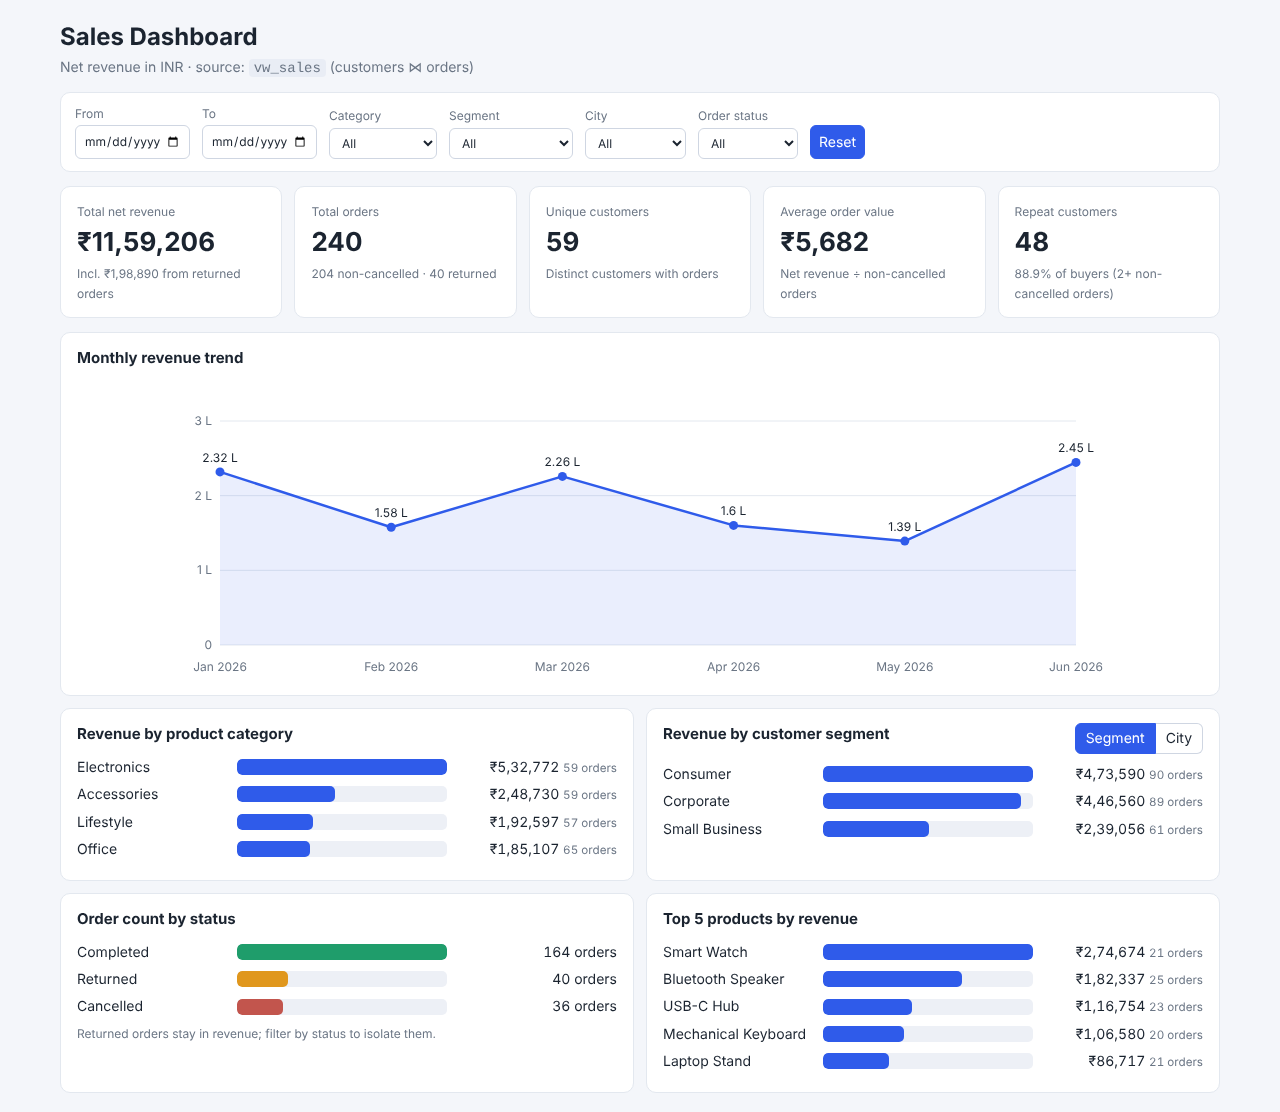 Sales Dashboard
Net revenue in INR · source: vw_sales (customers ⋈ orders)
From
To
Category
Segment
City
Order status
mm/dd/yyyy
mm/dd/yyyy
All
All
All
All
Reset
Total net revenue
₹11,59,206
Incl. ₹1,98,890 from returned
orders
Total orders
240
204 non-cancelled · 40 returned
Unique customers
59
Distinct customers with orders
Average order value
₹5,682
Net revenue ÷ non-cancelled
orders
Repeat customers
48
88.9% of buyers (2+ non-
cancelled orders)
Monthly revenue trend
3 L
2 L
1 L
0
2.32 L
1.58 L
2.26 L
1.6 L
1.39 L
2.45 L
Jan 2026
Feb 2026
Mar 2026
Apr 2026
May 2026
Jun 2026
Revenue by product category
Electronics ₹5,32,772 59 orders
Accessories ₹2,48,730 59 orders
Lifestyle ₹1,92,597 57 orders
Office ₹1,85,107 65 orders
Revenue by customer segment
Segment City
Consumer ₹4,73,590 90 orders
Corporate ₹4,46,560 89 orders
Small Business ₹2,39,056 61 orders
Order count by status
Completed 164 orders
Returned 40 orders
Cancelled 36 orders
Returned orders stay in revenue; filter by status to isolate them.
Top 5 products by revenue
Smart Watch ₹2,74,674 21 orders
Bluetooth Speaker ₹1,82,337 25 orders
USB-C Hub ₹1,16,754 23 orders
Mechanical Keyboard ₹1,06,580 20 orders
Laptop Stand ₹86,717 21 orders